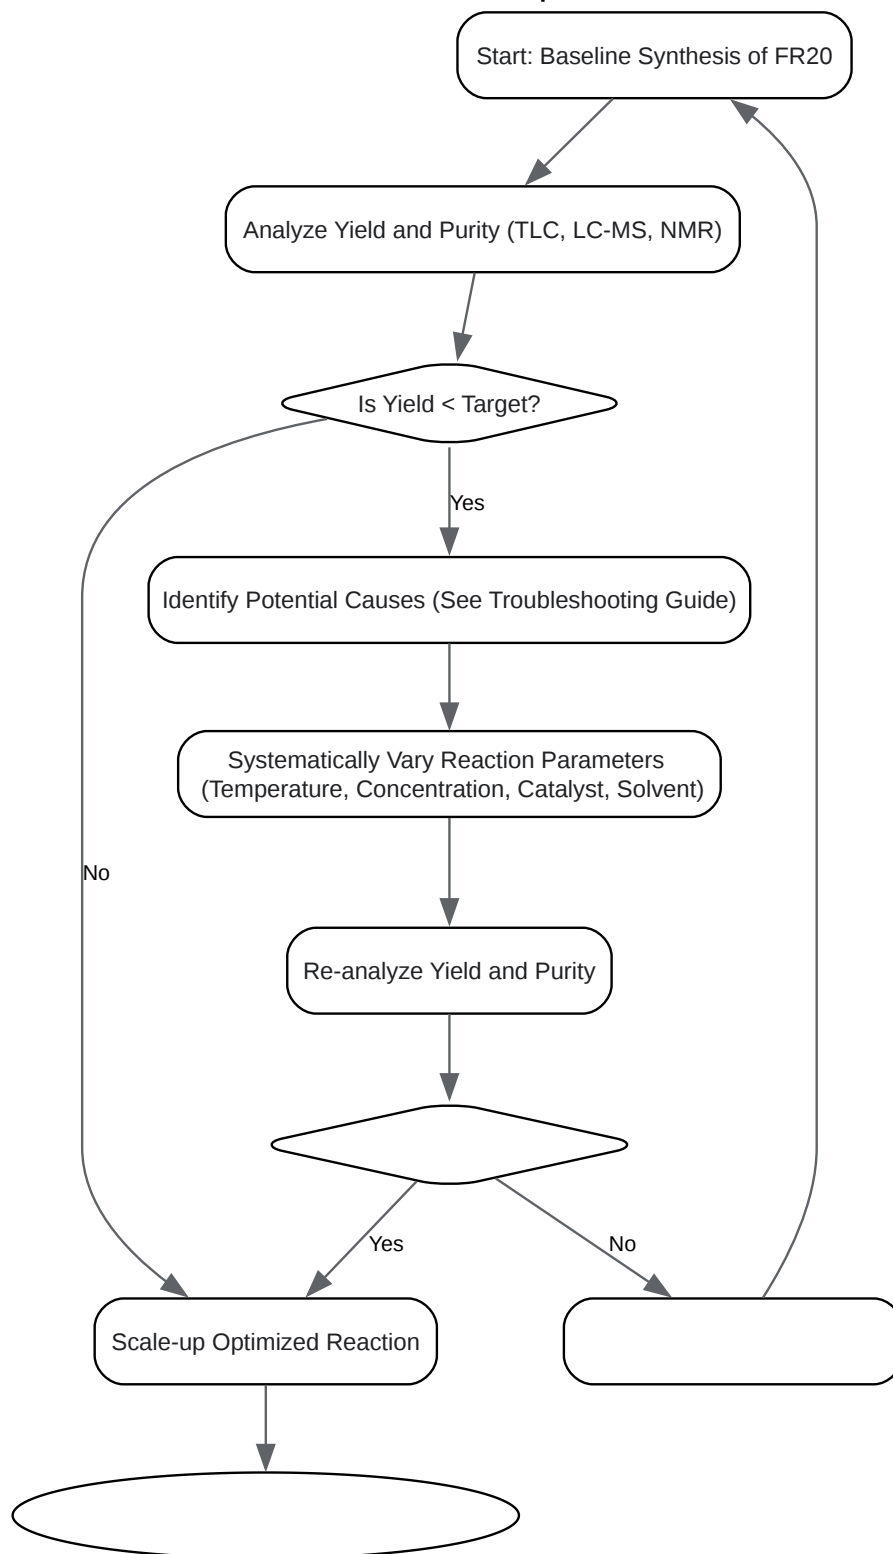 Start: Baseline Synthesis of FR20
Analyze Yield and Purity (TLC, LC-MS, NMR)
Is Yield < Target?
Yes
Identify Potential Causes (See Troubleshooting Guide)
Systematically Vary Reaction Parameters
(Temperature, Concentration, Catalyst, Solvent)
No
Re-analyze Yield and Purity
Yes
No
Scale-up Optimized Reaction